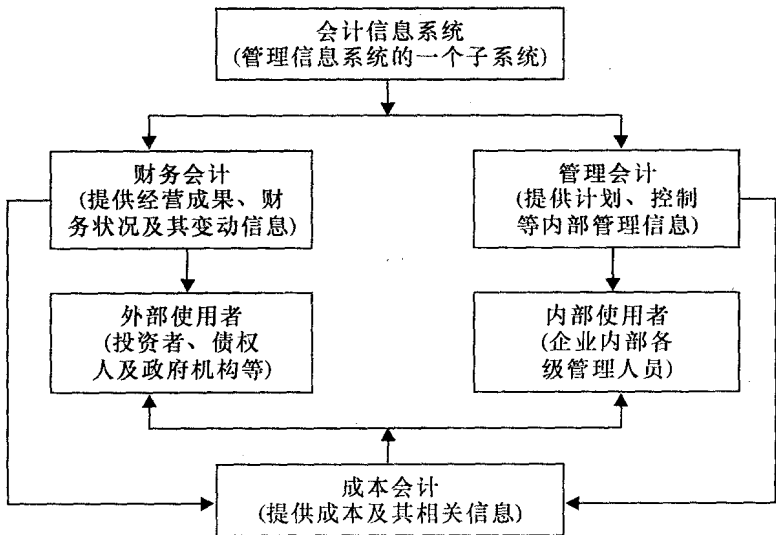 会计信息系统
(管理信息系统的一个子系统)
财务会计
(提供经营成果、财
务状况及其变动信息)
管理会计
(提供计划、控制
等内部管理信息)
外部使用者
(投资者、债权
人及政府机构等)
内部使用者
(企业内部各
级管理人员)
成本会计
(提供成本及其相关信息)